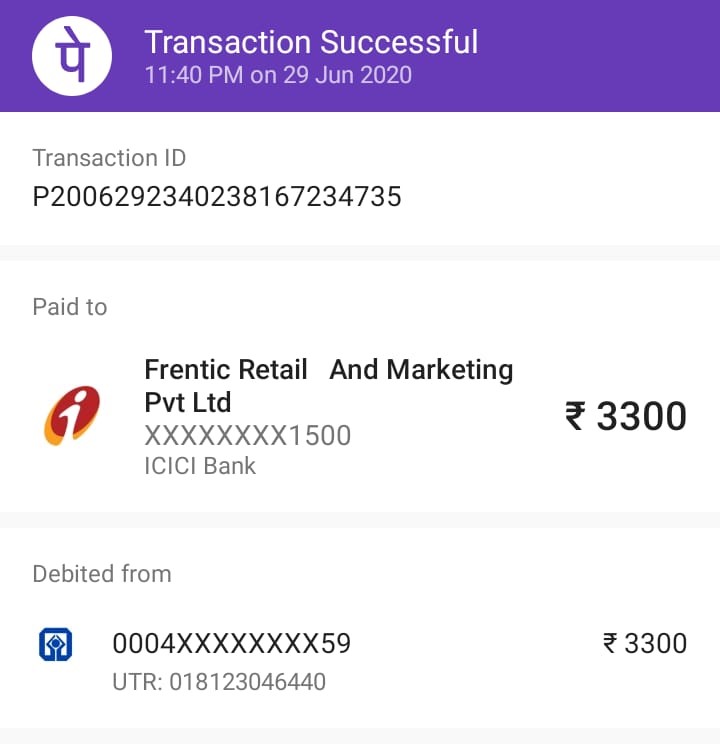 पे
Transaction Successful
11:40 PM on 29 Jun 2020
Transaction ID
P2006292340238167234735
Paid to
Frentic Retail And Marketing
Pvt Ltd
₹ 3300
XXXXXXXX1500
ICICI Bank
Debited from
0004XXXXXXXX59
₹ 3300
UTR: 018123046440